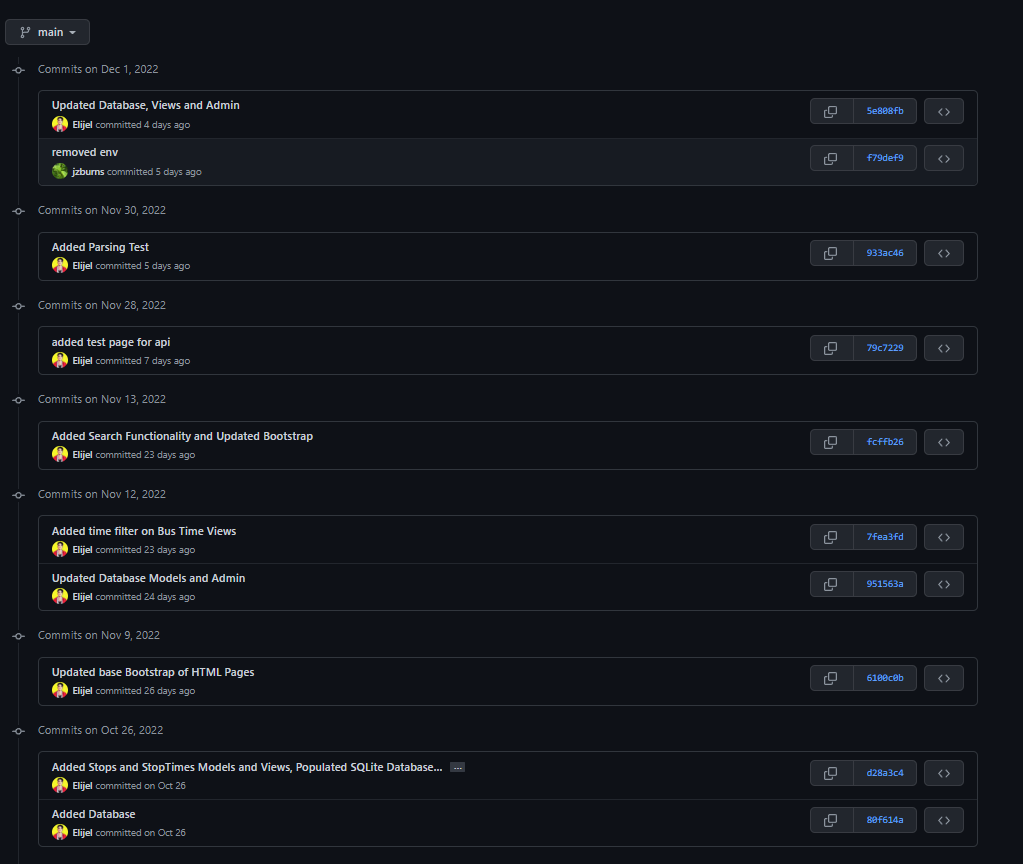 main
Commits on Dec 1, 2022
Updated Database, Views and Admin
Elijel committed 4 days ago
5e808fb
removed env
jzburns committed 5 days ago
f79def9
Commits on Nov 30, 2022
Added Parsing Test
Elijel committed 5 days ago
933ac46
Commits on Nov 28, 2022
added test page for api
Elijel committed 7 days ago
79c7229
Commits on Nov 13, 2022
Added Search Functionality and Updated Bootstrap
Elijel committed 23 days ago
fcffb26
Commits on Nov 12, 2022
Added time filter on Bus Time Views
Elijel committed 23 days ago
7fea3fd
Updated Database Models and Admin
Elijel committed 24 days ago
951563a
Commits on Nov 9, 2022
Updated base Bootstrap of HTML Pages
Elijel committed 26 days ago
6100c0b
Commits on Oct 26, 2022
Added Stops and StopTimes Models and Views, Populated SQLite Database... ...
Elijel committed on Oct 26
d28a3c4
Added Database
Elijel committed on Oct 26
80f614a